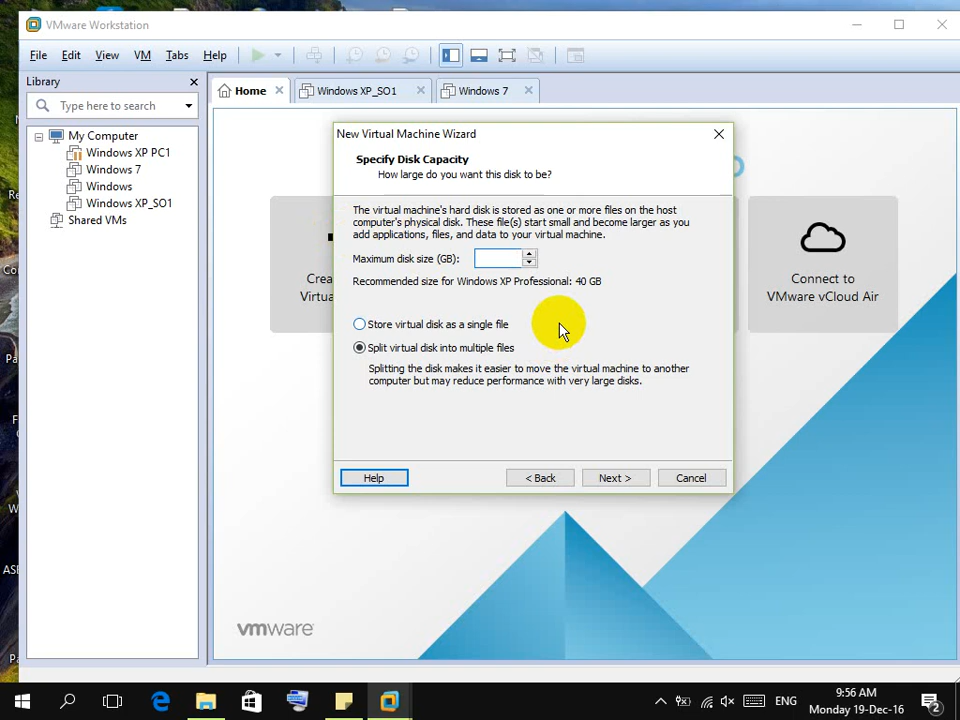 VMware Workstation
File Edit View VM Tabs Help
Library
Type here to search
My Computer
Windows XP PC1
Windows 7
Windows
Windows XP_SO1
Shared VMs
Home
Windows XP_SO1
Windows 7
New Virtual Machine Wizard
Specify Disk Capacity
How large do you want this disk to be?
The virtual machine's hard disk is stored as one or more files on the host
computer's physical disk. These file(s) start small and become larger as you
add applications, files, and data to your virtual machine.
Maximum disk size (GB):
Recommended size for Windows XP Professional: 40 GB
Store virtual disk as a single file
Split virtual disk into multiple files
Splitting the disk makes it easier to move the virtual machine to another
computer but may reduce performance with very large disks.
Help
< Back
Next >
Cancel
Connect to
VMware vCloud Air
vmware
ENG
9:56 AM
Monday 19-Dec-16
2